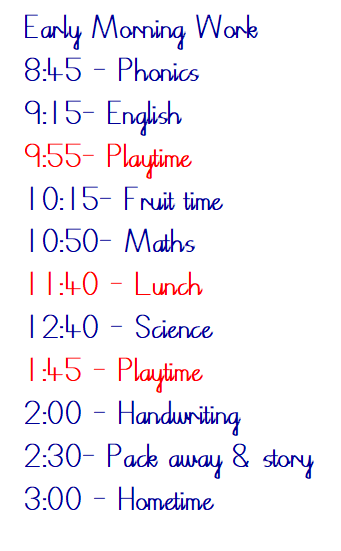 Early Morning Work
8:45 - Phonics
9:15- English
9:55- Playtime
10:15- Fruit time
10:50- Maths
11:40 - Lunch
12:40 - Science
1:45 - Playtime
2:00 - Handwriting
2:30- Pack away & story
3:00 - Hometime